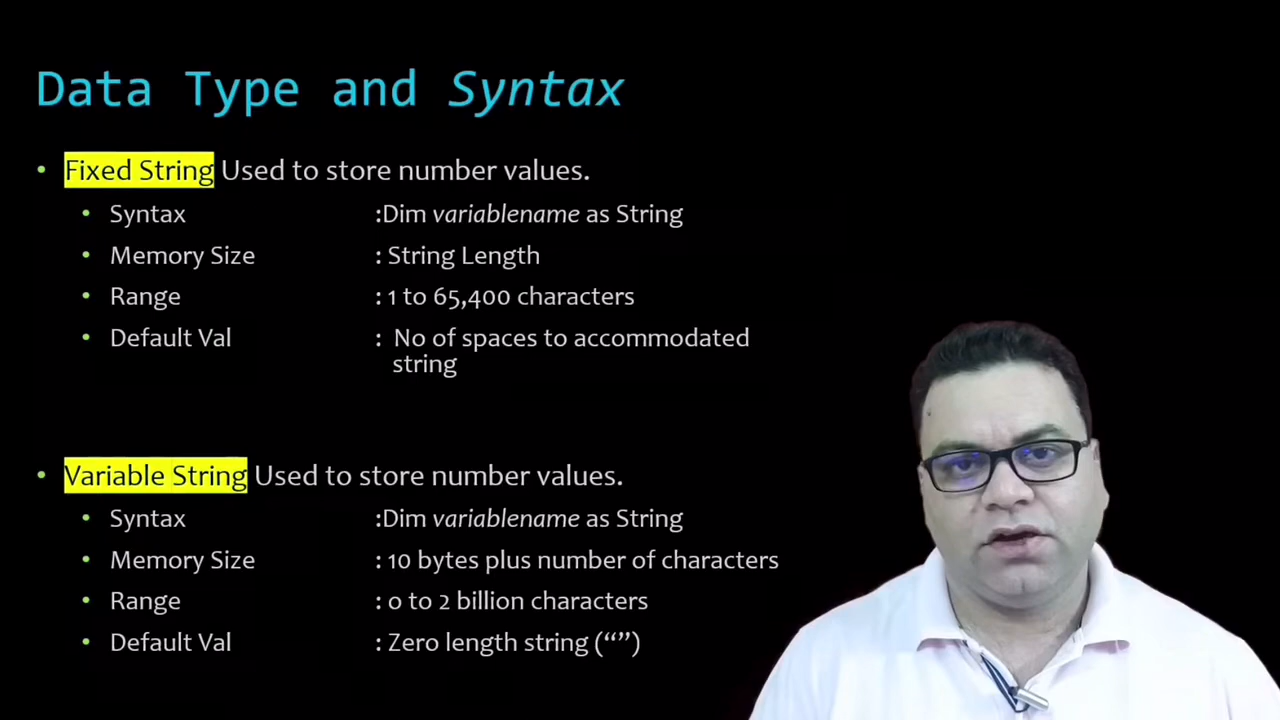 Data Type and Syntax
• Fixed String Used to store number values.
• Syntax :Dim variablename as String
• Memory Size : String Length
• Range : 1 to 65,400 characters
• Default Val : No of spaces to accommodated
string
• Variable String Used to store number values.
• Syntax :Dim variablename as String
• Memory Size : 10 bytes plus number of characters
• Range : 0 to 2 billion characters
• Default Val : Zero length string (“”)